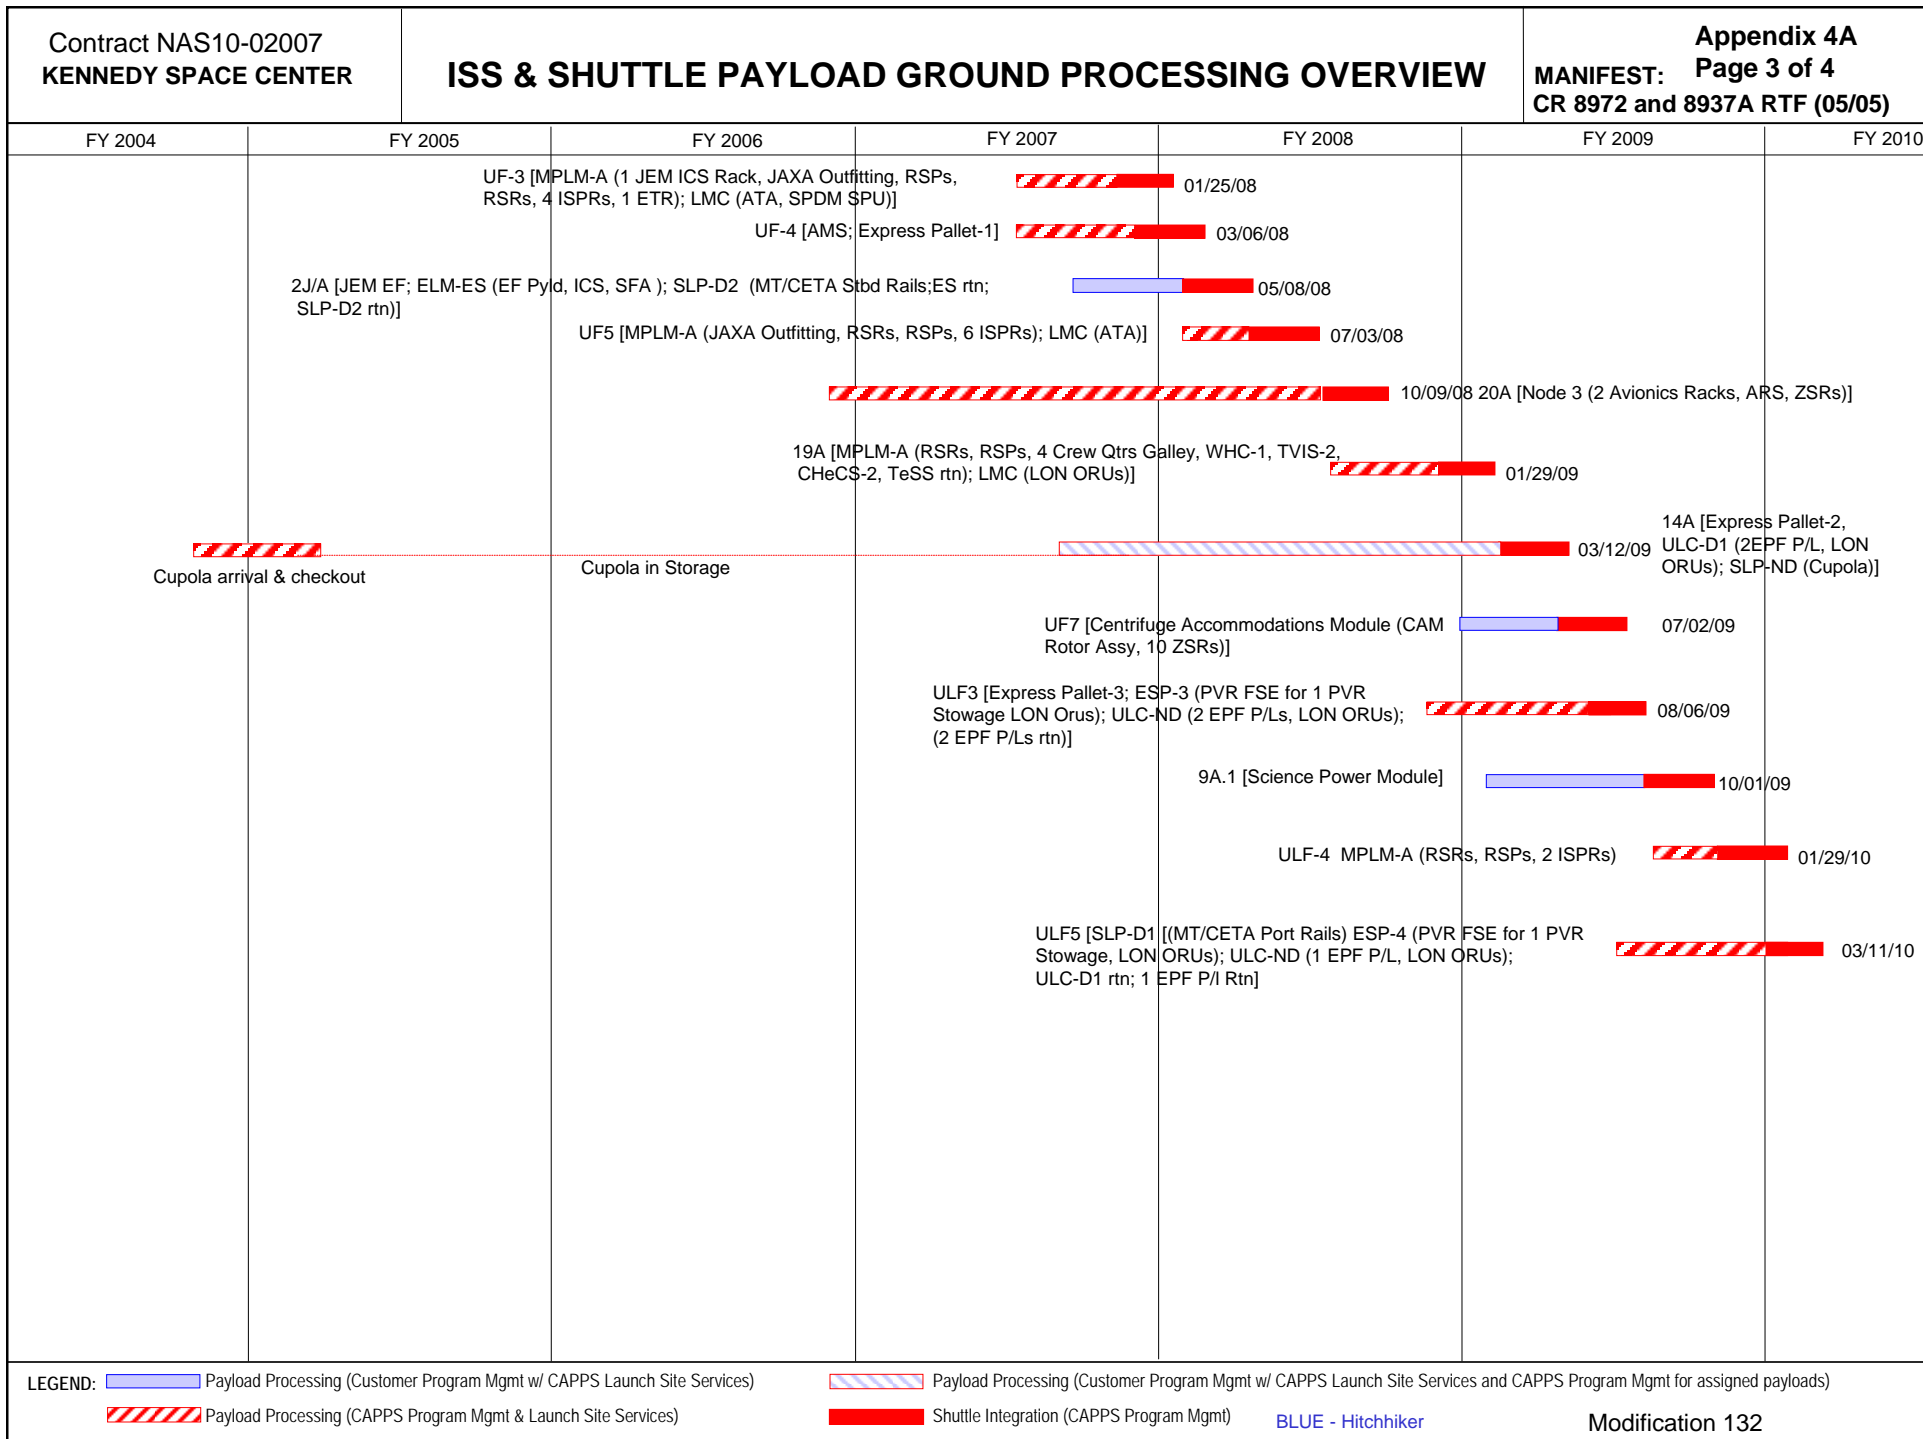 Contract NAS10-02007
KENNEDY SPACE CENTER
ISS & SHUTTLE PAYLOAD GROUND PROCESSING OVERVIEW
Appendix 4A
MANIFEST: Page 3 of 4
CR 8972 and 8937A RTF (05/05)
FY 2004 FY 2005 FY 2006 FY 2007 FY 2008 FY 2009 FY 2010
UF-3 [MPLM-A (1 JEM ICS Rack, JAXA Outfitting, RSPs,
RSRs, 4 ISPRs, 1 ETR); LMC (ATA, SPDM SPU)]
01/25/08
UF-4 [AMS; Express Pallet-1]
03/06/08
2J/A [JEM EF; ELM-ES (EF Pyld, ICS, SFA ); SLP-D2 (MT/CETA Stbd Rails;ES rtn;
SLP-D2 rtn)]
05/08/08
UF5 [MPLM-A (JAXA Outfitting, RSRs, RSPs, 6 ISPRs); LMC (ATA)]
07/03/08
10/09/08 20A [Node 3 (2 Avionics Racks, ARS, ZSRs)]
19A [MPLM-A (RSRs, RSPs, 4 Crew Qtrs Galley, WHC-1, TVIS-2,
CHeCS-2, TeSS rtn); LMC (LON ORUs)]
01/29/09
Cupola arrival & checkout
Cupola in Storage
03/12/09
14A [Express Pallet-2,
ULC-D1 (2EPF P/L, LON
ORUs); SLP-ND (Cupola)]
UF7 [Centrifuge Accommodations Module (CAM
Rotor Assy, 10 ZSRs)]
07/02/09
ULF3 [Express Pallet-3; ESP-3 (PVR FSE for 1 PVR
Stowage LON Orus); ULC-ND (2 EPF P/Ls, LON ORUs);
(2 EPF P/Ls rtn)]
08/06/09
9A.1 [Science Power Module]
10/01/09
ULF-4 MPLM-A (RSRs, RSPs, 2 ISPRs)
01/29/10
ULF5 [SLP-D1 [(MT/CETA Port Rails) ESP-4 (PVR FSE for 1 PVR
Stowage, LON ORUs); ULC-ND (1 EPF P/L, LON ORUs);
ULC-D1 rtn; 1 EPF P/l Rtn]
03/11/10
LEGEND:
Payload Processing (Customer Program Mgmt w/ CAPPS Launch Site Services)
Payload Processing (Customer Program Mgmt w/ CAPPS Launch Site Services and CAPPS Program Mgmt for assigned payloads)
Payload Processing (CAPPS Program Mgmt & Launch Site Services)
Shuttle Integration (CAPPS Program Mgmt)
BLUE - Hitchhiker
Modification 132